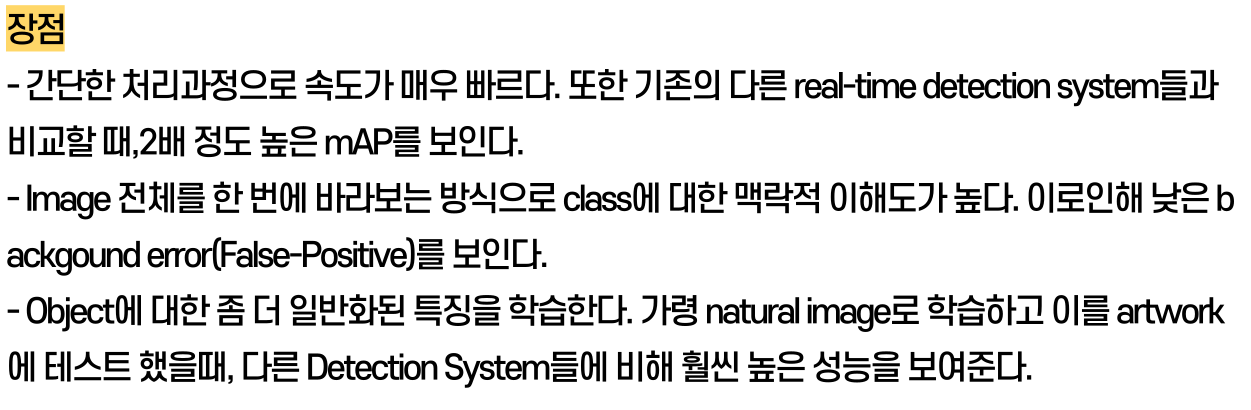 장점
- 간단한 처리과정으로 속도가 매우 빠르다. 또한 기존의 다른 real-time detection system들과
비교할 때,2배 정도 높은 mAP를 보인다.
- Image 전체를 한 번에 바라보는 방식으로 class에 대한 맥락적 이해도가 높다. 이로인해 낮은 b
ackgound error(False-Positive)를 보인다.
- Object에 대한 좀 더 일반화된 특징을 학습한다. 가령 natural image로 학습하고 이를 artwork
에 테스트 했을때, 다른 Detection System들에 비해 훨씬 높은 성능을 보여준다.